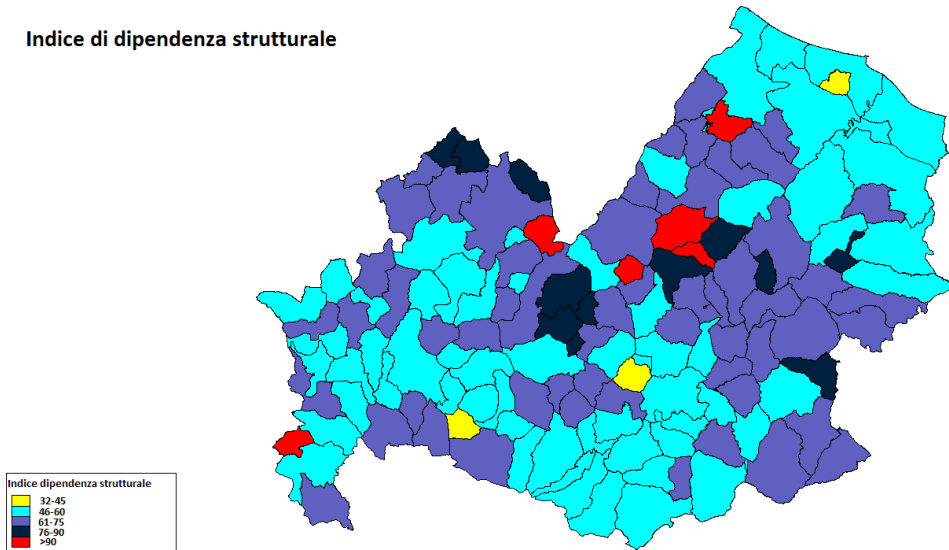 Indice di dipendenza strutturale
Indice dipendenza strutturale
32-45
46-60
61-75
76-90
>90